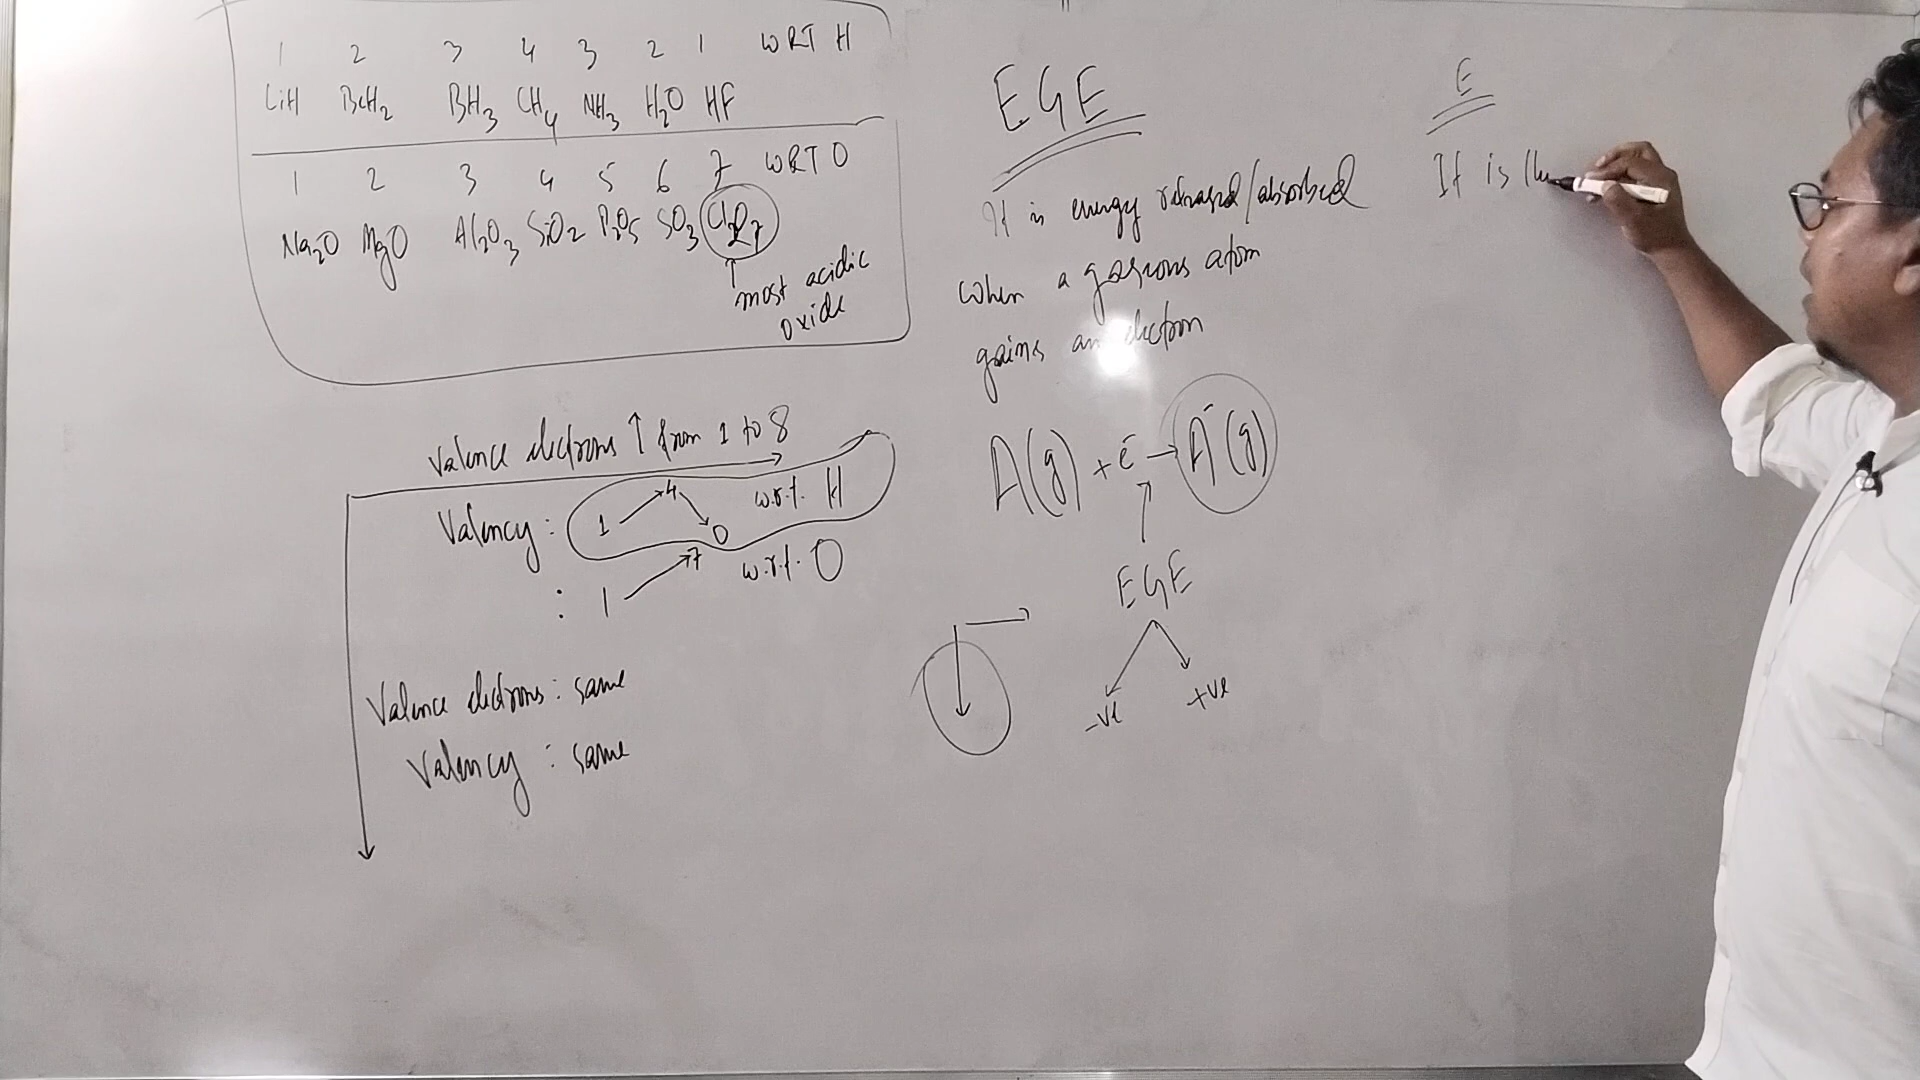 1 2 3 4 3 2 1 WRT H
LiH BeH₂ BH₃ CH₄ NH₃ H₂O HF
1 2 3 4 5 6 7 WRT O
Na₂O MgO Al₂O₃ SiO₂ P₂O₅ SO₃ Cl₂O₇
↑
most acidic
oxide
Valence electrons ↑ from 1 to 8
Valency : 1 → 4 → 0 w.r.t. H
: 1 → 7 w.r.t. O
Valence electrons : same
Valency : same
EGE
It is energy released/absorbed
when a gaseous atom
gains an electron
A(g) + e⁻ → A⁻(g)
EGE
-ve +ve
E
It is the